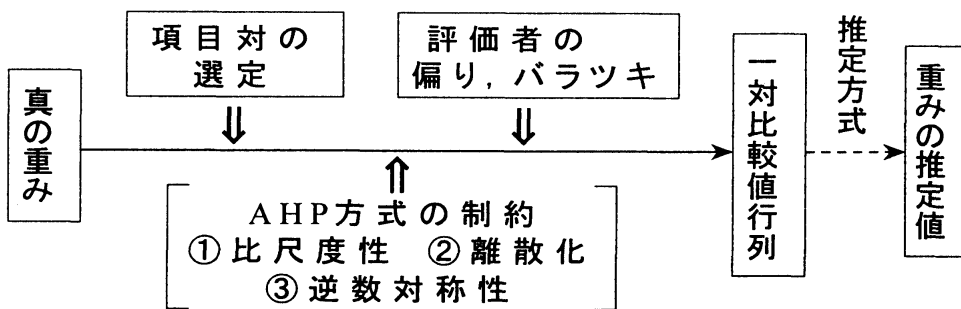 真の重み
項目対の
選定
評価者の
偏り, バラツキ
AHP方式の制約
① 比尺度性 ② 離散化
③ 逆数対称性
一対比較値行列
推定方式
重みの推定値